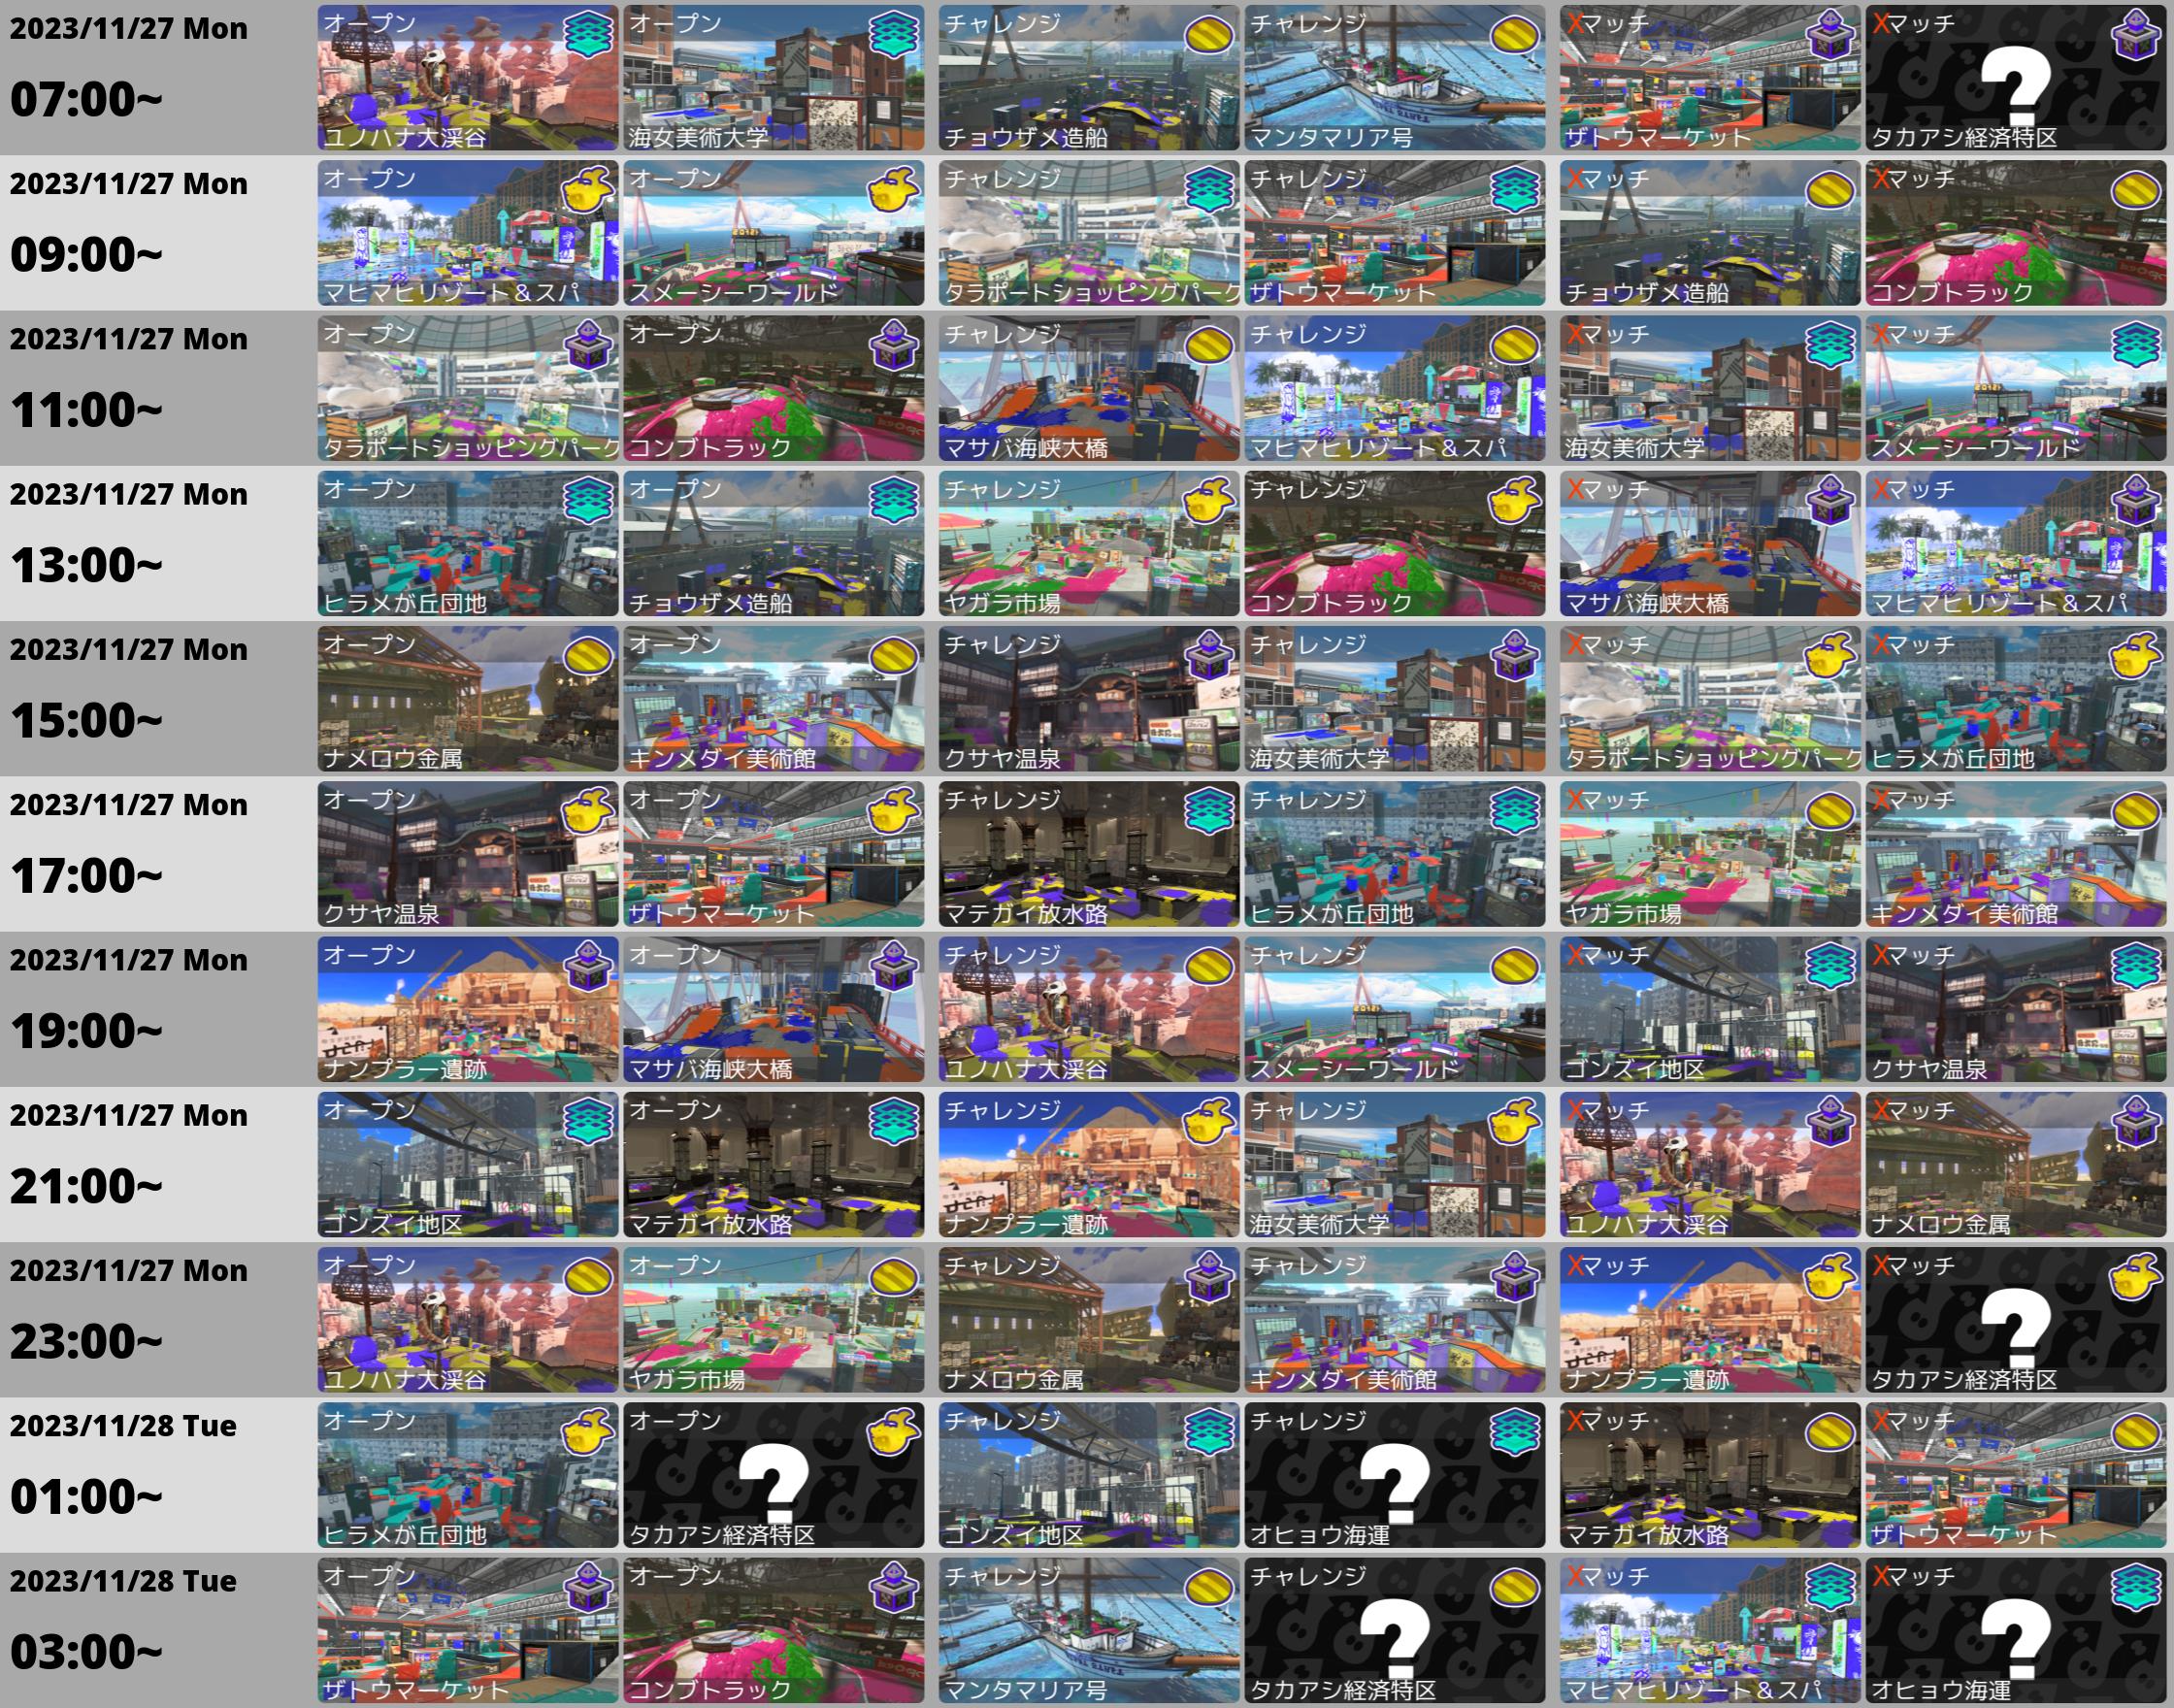 2023/11/27 Mon
07:00~
オープン
ユノハナ大渓谷
オープン
海女美術大学
チャレンジ
チョウザメ造船
チャレンジ
マンタマリア号
Xマッチ
ザトウマーケット
Xマッチ
?
タカアシ経済特区
2023/11/27 Mon
09:00~
オープン
マヒマヒリゾート＆スパ
オープン
スメーシーワールド
チャレンジ
タラポートショッピングパーク
チャレンジ
ザトウマーケット
Xマッチ
チョウザメ造船
Xマッチ
コンブトラック
2023/11/27 Mon
11:00~
オープン
タラポートショッピングパーク
オープン
コンブトラック
チャレンジ
マサバ海峡大橋
チャレンジ
マヒマヒリゾート＆スパ
Xマッチ
海女美術大学
Xマッチ
スメーシーワールド
2023/11/27 Mon
13:00~
オープン
ヒラメが丘団地
オープン
チョウザメ造船
チャレンジ
ヤガラ市場
チャレンジ
コンブトラック
Xマッチ
マサバ海峡大橋
Xマッチ
マヒマヒリゾート＆スパ
2023/11/27 Mon
15:00~
オープン
ナメロウ金属
オープン
キンメダイ美術館
チャレンジ
クサヤ温泉
チャレンジ
海女美術大学
Xマッチ
タラポートショッピングパーク
Xマッチ
ヒラメが丘団地
2023/11/27 Mon
17:00~
オープン
クサヤ温泉
オープン
ザトウマーケット
チャレンジ
マテガイ放水路
チャレンジ
ヒラメが丘団地
Xマッチ
ヤガラ市場
Xマッチ
キンメダイ美術館
2023/11/27 Mon
19:00~
オープン
ナンプラー遺跡
オープン
マサバ海峡大橋
チャレンジ
ユノハナ大渓谷
チャレンジ
スメーシーワールド
Xマッチ
ゴンズイ地区
Xマッチ
クサヤ温泉
2023/11/27 Mon
21:00~
オープン
ゴンズイ地区
オープン
マテガイ放水路
チャレンジ
ナンプラー遺跡
チャレンジ
海女美術大学
Xマッチ
ユノハナ大渓谷
Xマッチ
ナメロウ金属
2023/11/27 Mon
23:00~
オープン
ユノハナ大渓谷
オープン
ヤガラ市場
チャレンジ
ナメロウ金属
チャレンジ
キンメダイ美術館
Xマッチ
ナンプラー遺跡
Xマッチ
?
タカアシ経済特区
2023/11/28 Tue
01:00~
オープン
ヒラメが丘団地
オープン
?
タカアシ経済特区
チャレンジ
ゴンズイ地区
チャレンジ
?
オヒョウ海運
Xマッチ
マテガイ放水路
Xマッチ
ザトウマーケット
2023/11/28 Tue
03:00~
オープン
ザトウマーケット
オープン
コンブトラック
チャレンジ
マンタマリア号
チャレンジ
?
タカアシ経済特区
Xマッチ
マヒマヒリゾート＆スパ
Xマッチ
?
オヒョウ海運